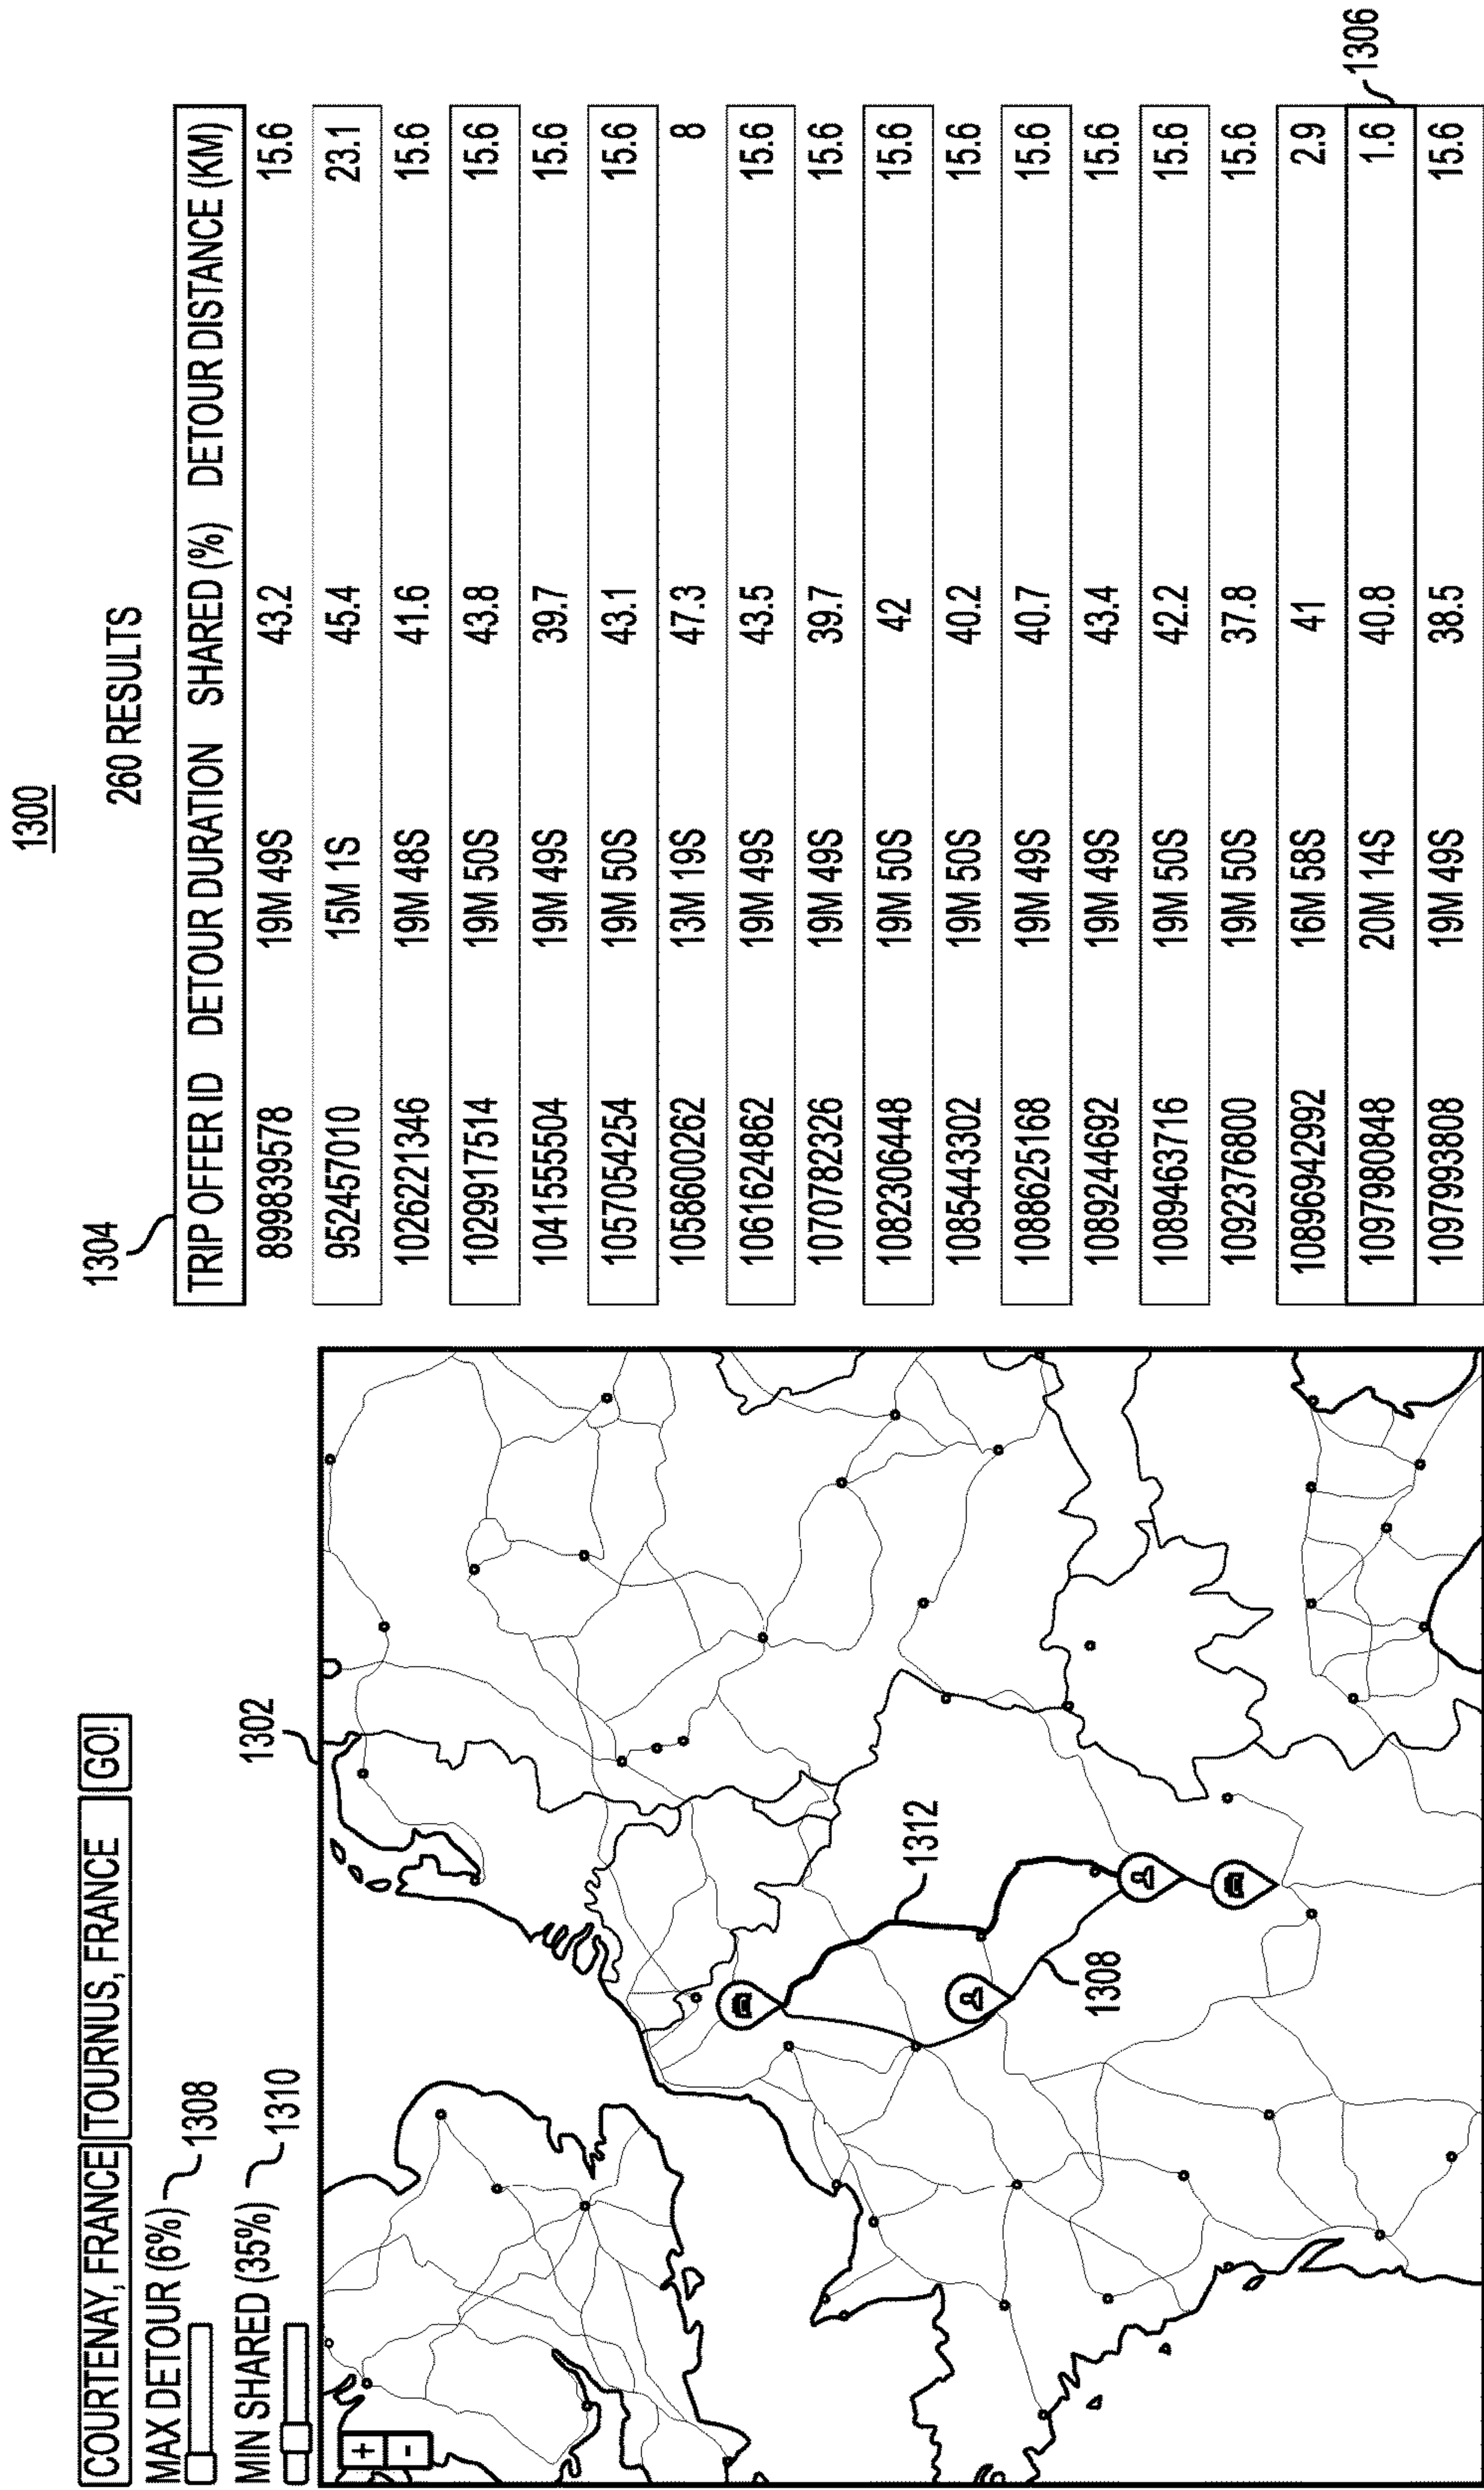 1300
COURTENAY, FRANCE TOURNUS, FRANCE GO!
MAX DETOUR (6%) 1308
MIN SHARED (35%) 1310
1302
+
-
1312
1308
260 RESULTS
1304
TRIP OFFER ID DETOUR DURATION SHARED (%) DETOUR DISTANCE (KM)
899839578 19M 49S 43.2 15.6
952457010 15M 1S 45.4 23.1
1026221346 19M 48S 41.6 15.6
1029917514 19M 50S 43.8 15.6
1041555504 19M 49S 39.7 15.6
1057054254 19M 50S 43.1 15.6
1058600262 13M 19S 47.3 8
1061624862 19M 49S 43.5 15.6
1070782326 19M 49S 39.7 15.6
1082306448 19M 50S 42 15.6
1085443302 19M 50S 40.2 15.6
1088625168 19M 49S 40.7 15.6
1089244692 19M 49S 43.4 15.6
1089463716 19M 50S 42.2 15.6
1092376800 19M 50S 37.8 15.6
10896942992 16M 58S 41 2.9
1097980848 20M 14S 40.8 1.6
1097993808 19M 49S 38.5 15.6
1306